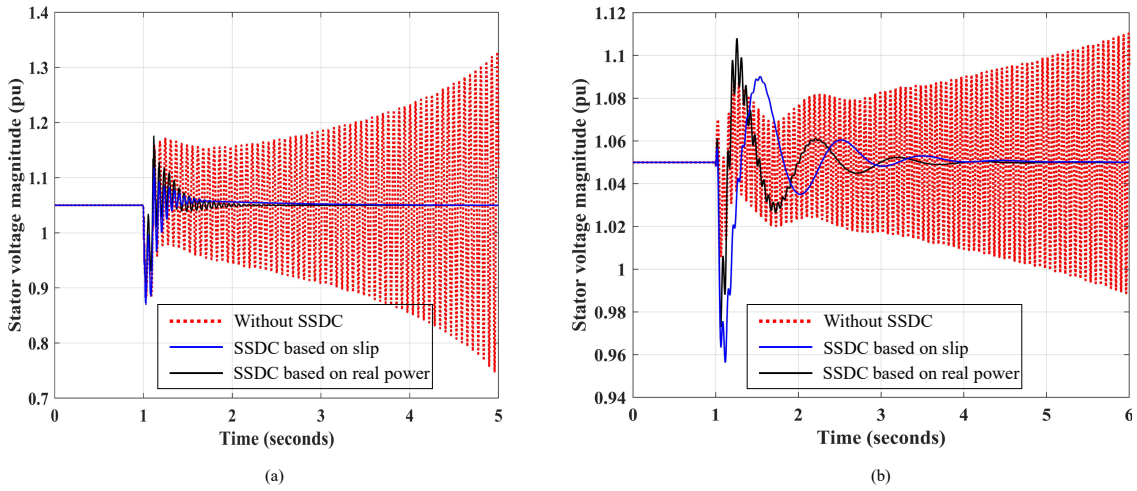 Stator voltage magnitude (pu)
1.4
1.3
1.2
1.1
1
0.9
0.8
0.7
Without SSDC
SSDC based on slip
SSDC based on real power
0 1 2 3 4 5
Time (seconds)
(a)
Stator voltage magnitude (pu)
1.12
1.1
1.08
1.06
1.04
1.02
1
0.98
0.96
0.94
Without SSDC
SSDC based on slip
SSDC based on real power
0 1 2 3 4 5 6
Time (seconds)
(b)